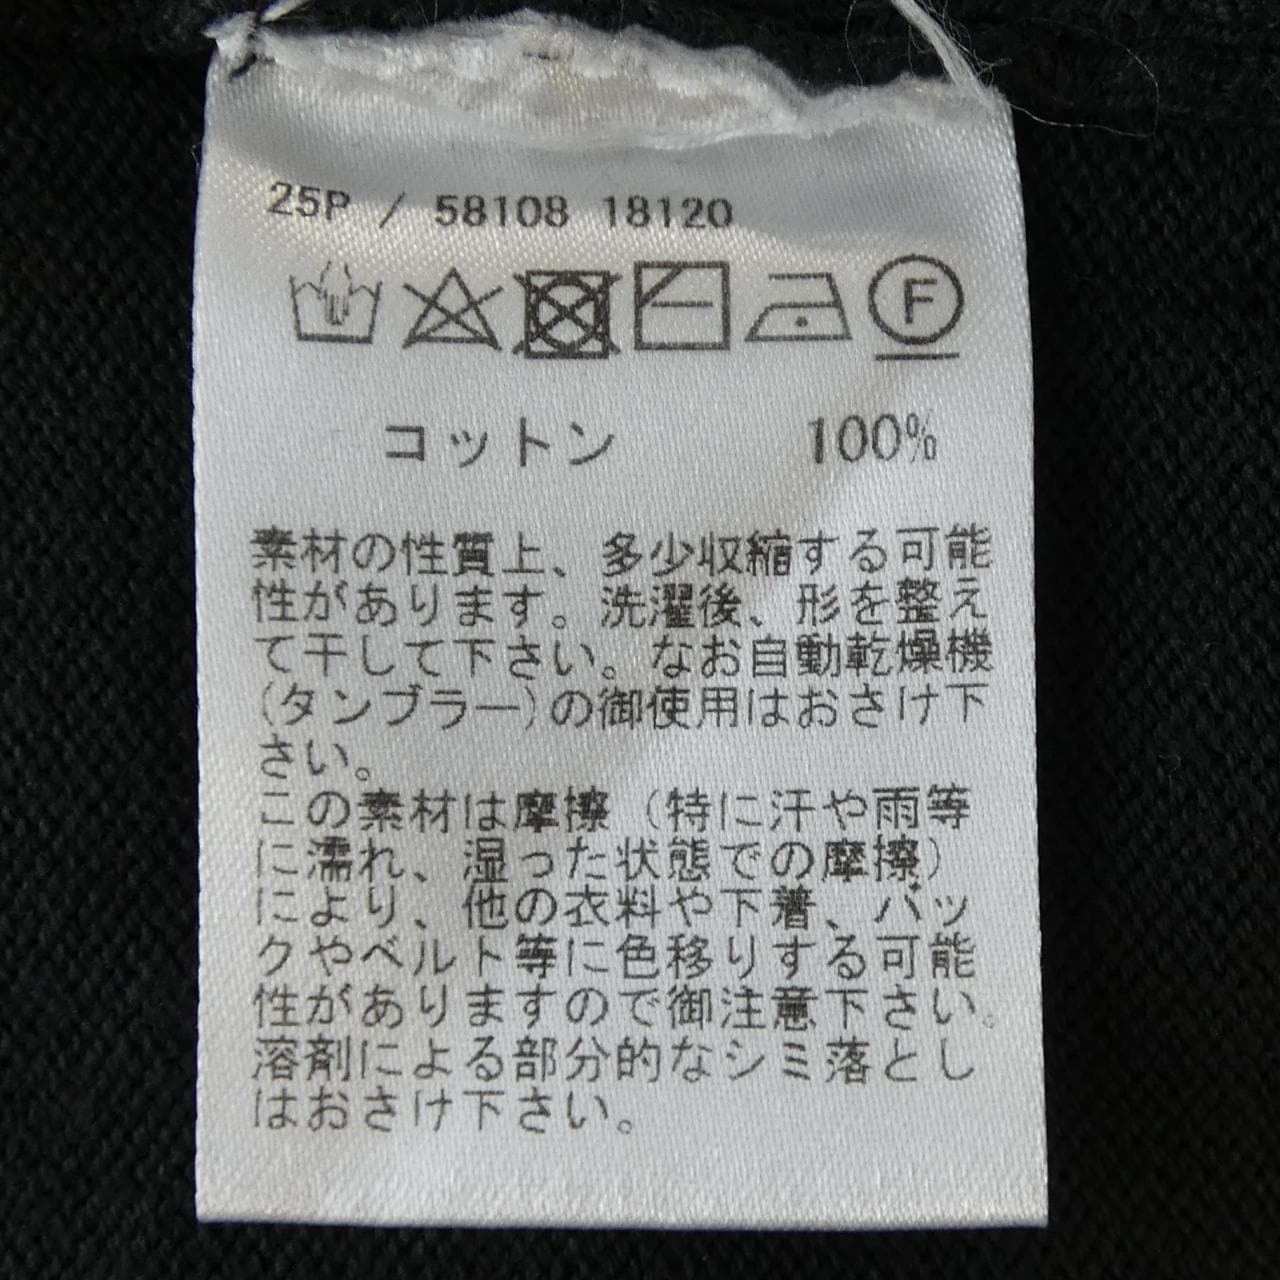 25P / 58108 18120
F
コットン 100%
素材の性質上、多少収縮する可能
性があります。洗濯後、形を整え
て干して下さい。なお自動乾燥機
(タンブラー)の御使用はおさけ下
さい。
この素材は摩擦(特に汗や雨等
に濡れ、湿った状態での摩擦)
により、他の衣料や下着、バッ
クやベルト等に色移りする可能
性がありますので御注意下さい。
溶剤による部分的なシミ落とし
はおさけ下さい。